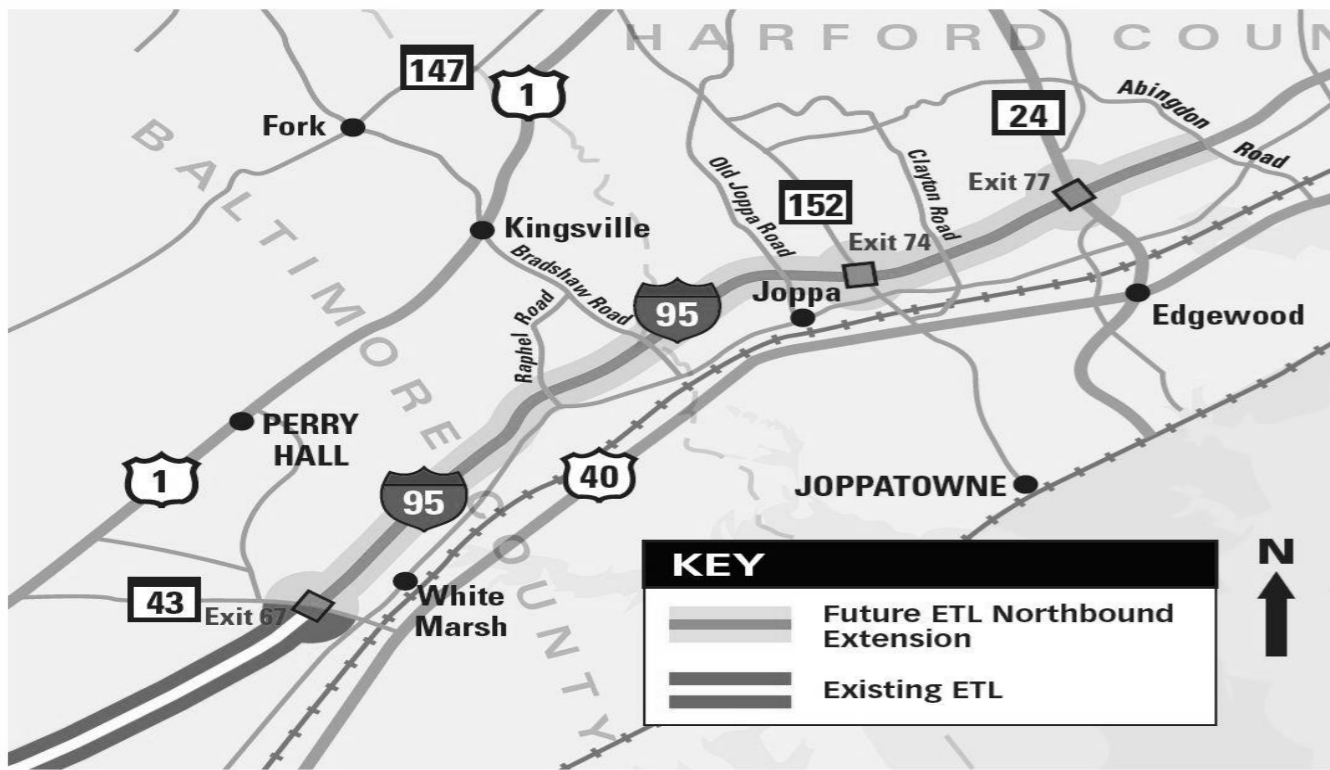 HARFORD COUN
147
1
Fork
24
Abingdon
Road
BALTIMORE COUNTY
Old Joppa Road
Clayton Road
Exit 77
152
Kingsville
Exit 74
Bradshaw Road
95
Joppa
Raphel Road
Edgewood
PERRY
HALL
1
95
40
JOPPATOWNE
43
Exit 67
White
Marsh
KEY
Future ETL Northbound
Extension
Existing ETL
N